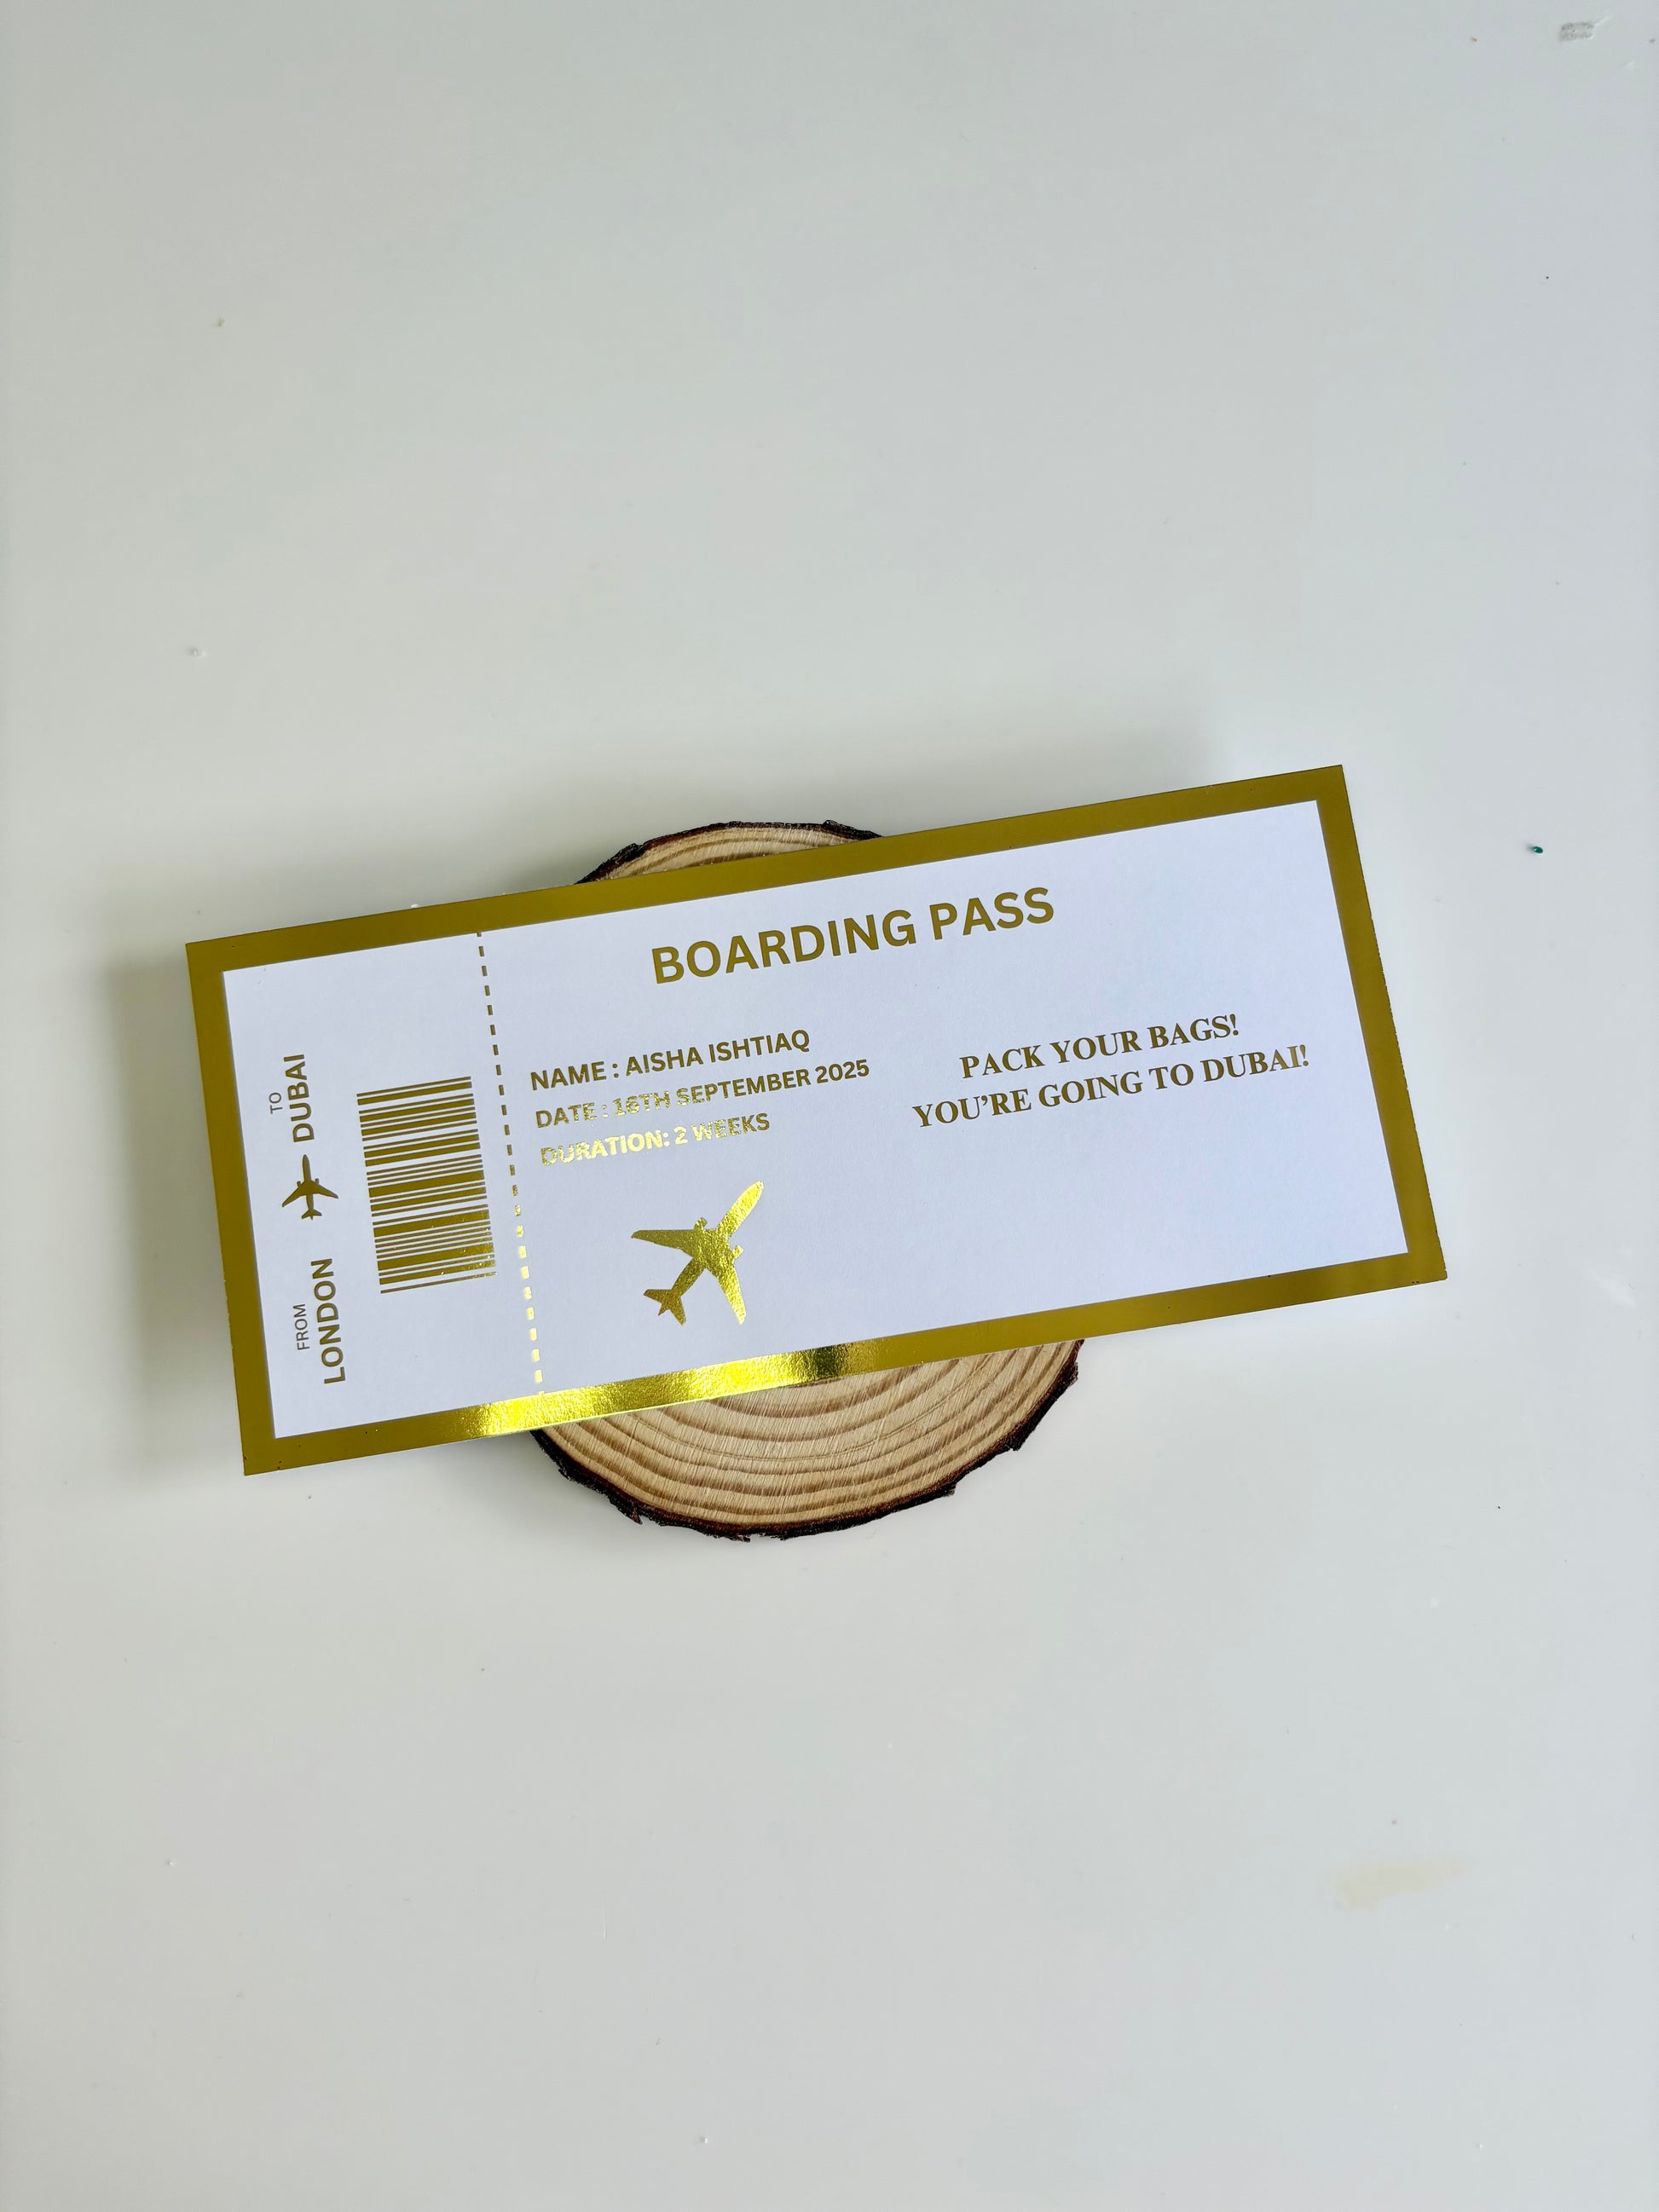 BOARDING PASS
NAME : AISHA ISHTIAQ
DATE : 16TH SEPTEMBER 2025
DURATION: 2 WEEKS
PACK YOUR BAGS!
YOU'RE GOING TO DUBAI!
FROM
LONDON
TO
DUBAI